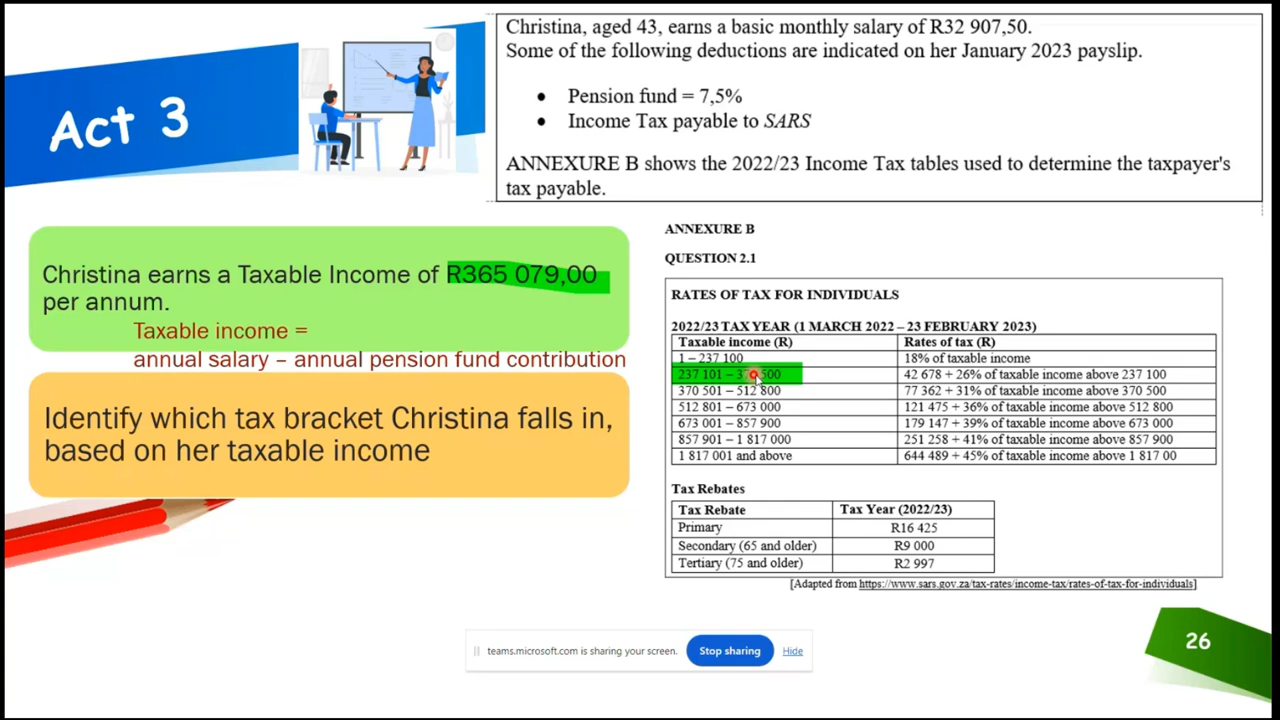 Act 3
Christina, aged 43, earns a basic monthly salary of R32 907,50.
Some of the following deductions are indicated on her January 2023 payslip.
• Pension fund = 7,5%
• Income Tax payable to SARS
ANNEXURE B shows the 2022/23 Income Tax tables used to determine the taxpayer's
tax payable.
Christina earns a Taxable Income of R365 079,00
per annum.
Taxable income =
annual salary – annual pension fund contribution
Identify which tax bracket Christina falls in,
based on her taxable income
ANNEXURE B
QUESTION 2.1
RATES OF TAX FOR INDIVIDUALS
2022/23 TAX YEAR (1 MARCH 2022 – 23 FEBRUARY 2023)
Taxable income (R) Rates of tax (R)
1 – 237 100 18% of taxable income
237 101 – 500 42 678 + 26% of taxable income above 237 100
370 501 – 512 800 77 362 + 31% of taxable income above 370 500
512 801 – 673 000 121 475 + 36% of taxable income above 512 800
673 001 – 857 900 179 147 + 39% of taxable income above 673 000
857 901 – 1 817 000 251 258 + 41% of taxable income above 857 900
1 817 001 and above 644 489 + 45% of taxable income above 1 817 00
Tax Rebates
Tax Rebate Tax Year (2022/23)
Primary R16 425
Secondary (65 and older) R9 000
Tertiary (75 and older) R2 997
[Adapted from https://www.sars.gov.za/tax-rates/income-tax/rates-of-tax-for-individuals]
teams.microsoft.com is sharing your screen. Stop sharing Hide
26